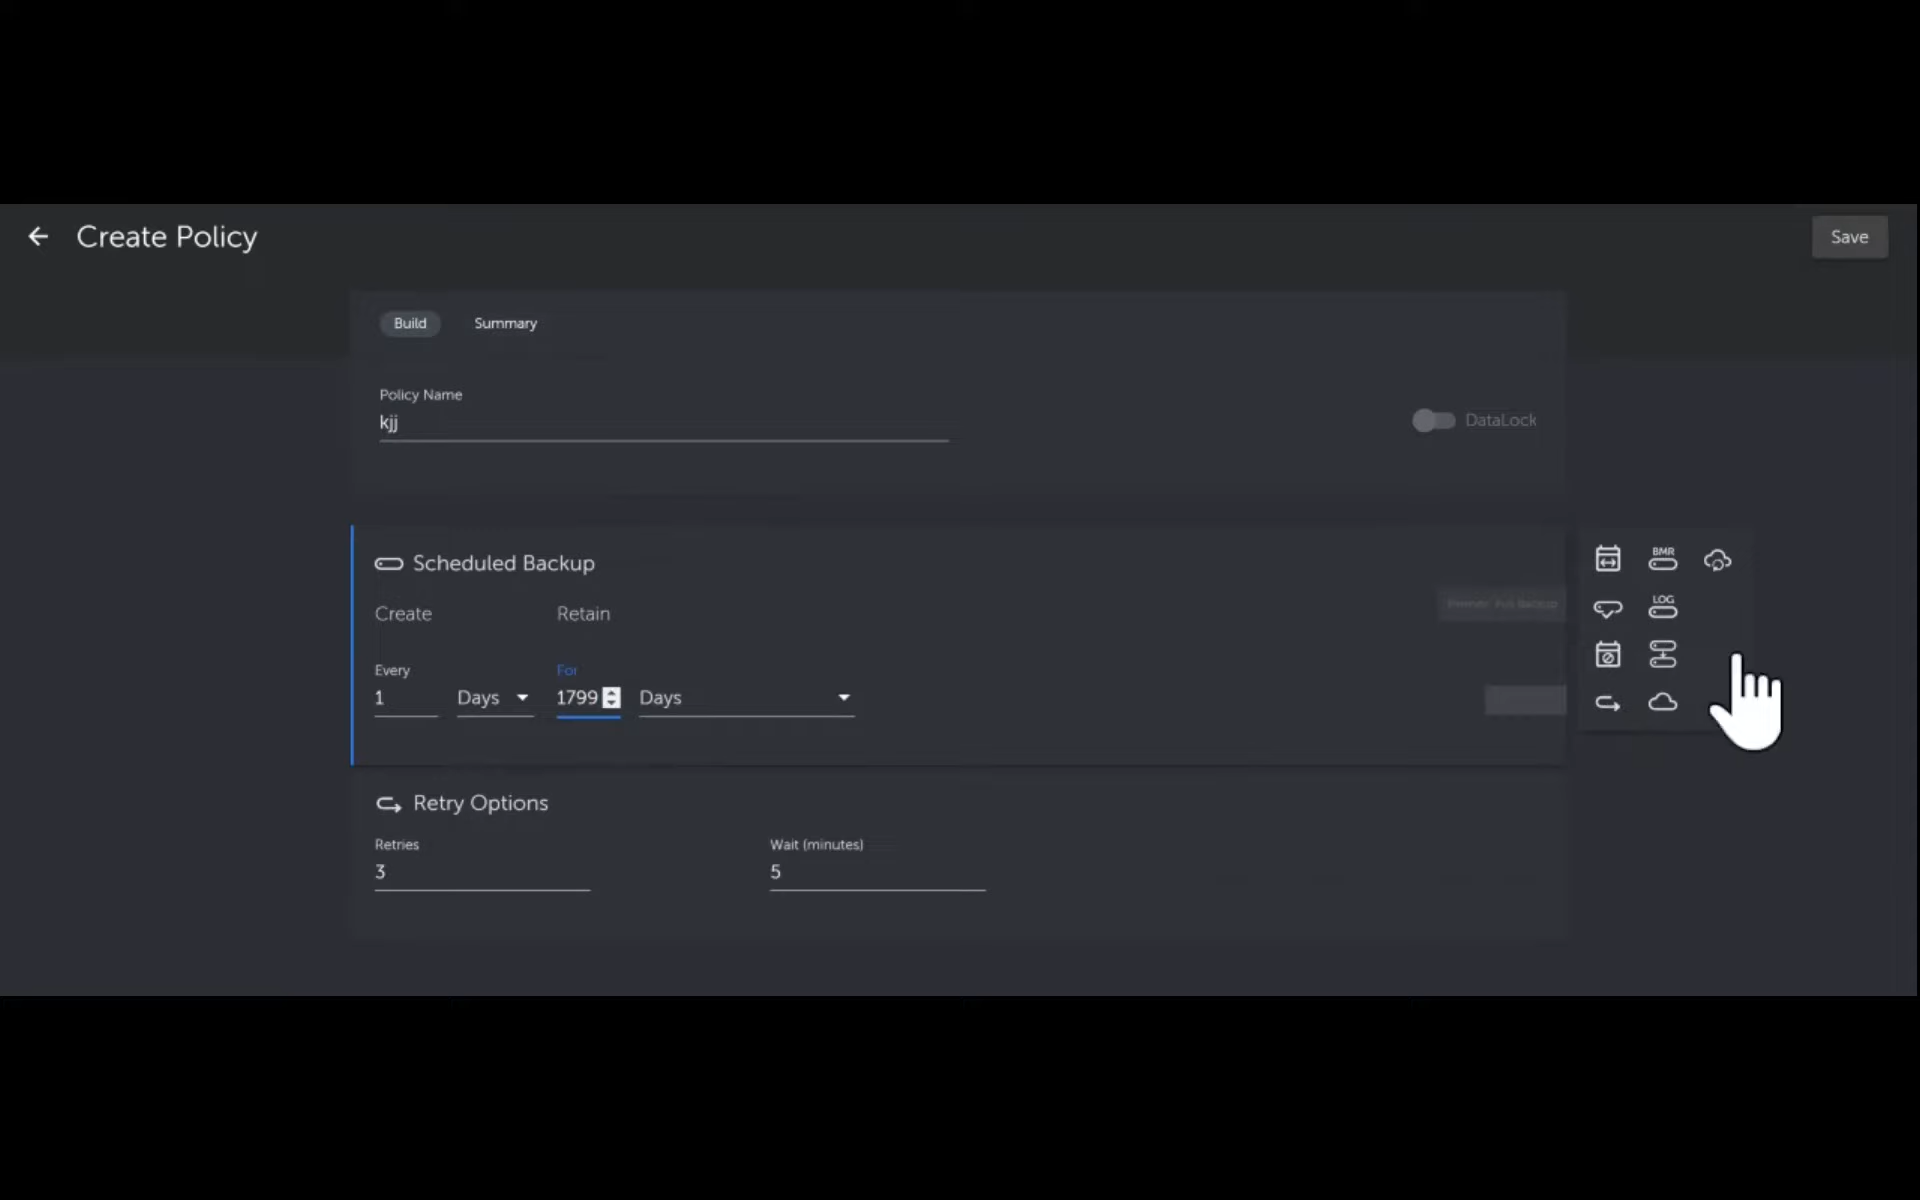 Create Policy
Save
Build
Summary
Policy Name
kjj
DataLock
Scheduled Backup
BMR
Create
Retain
LOG
Every
For
1
Days
1799
Days
Retry Options
Retries
Wait (minutes)
3
5